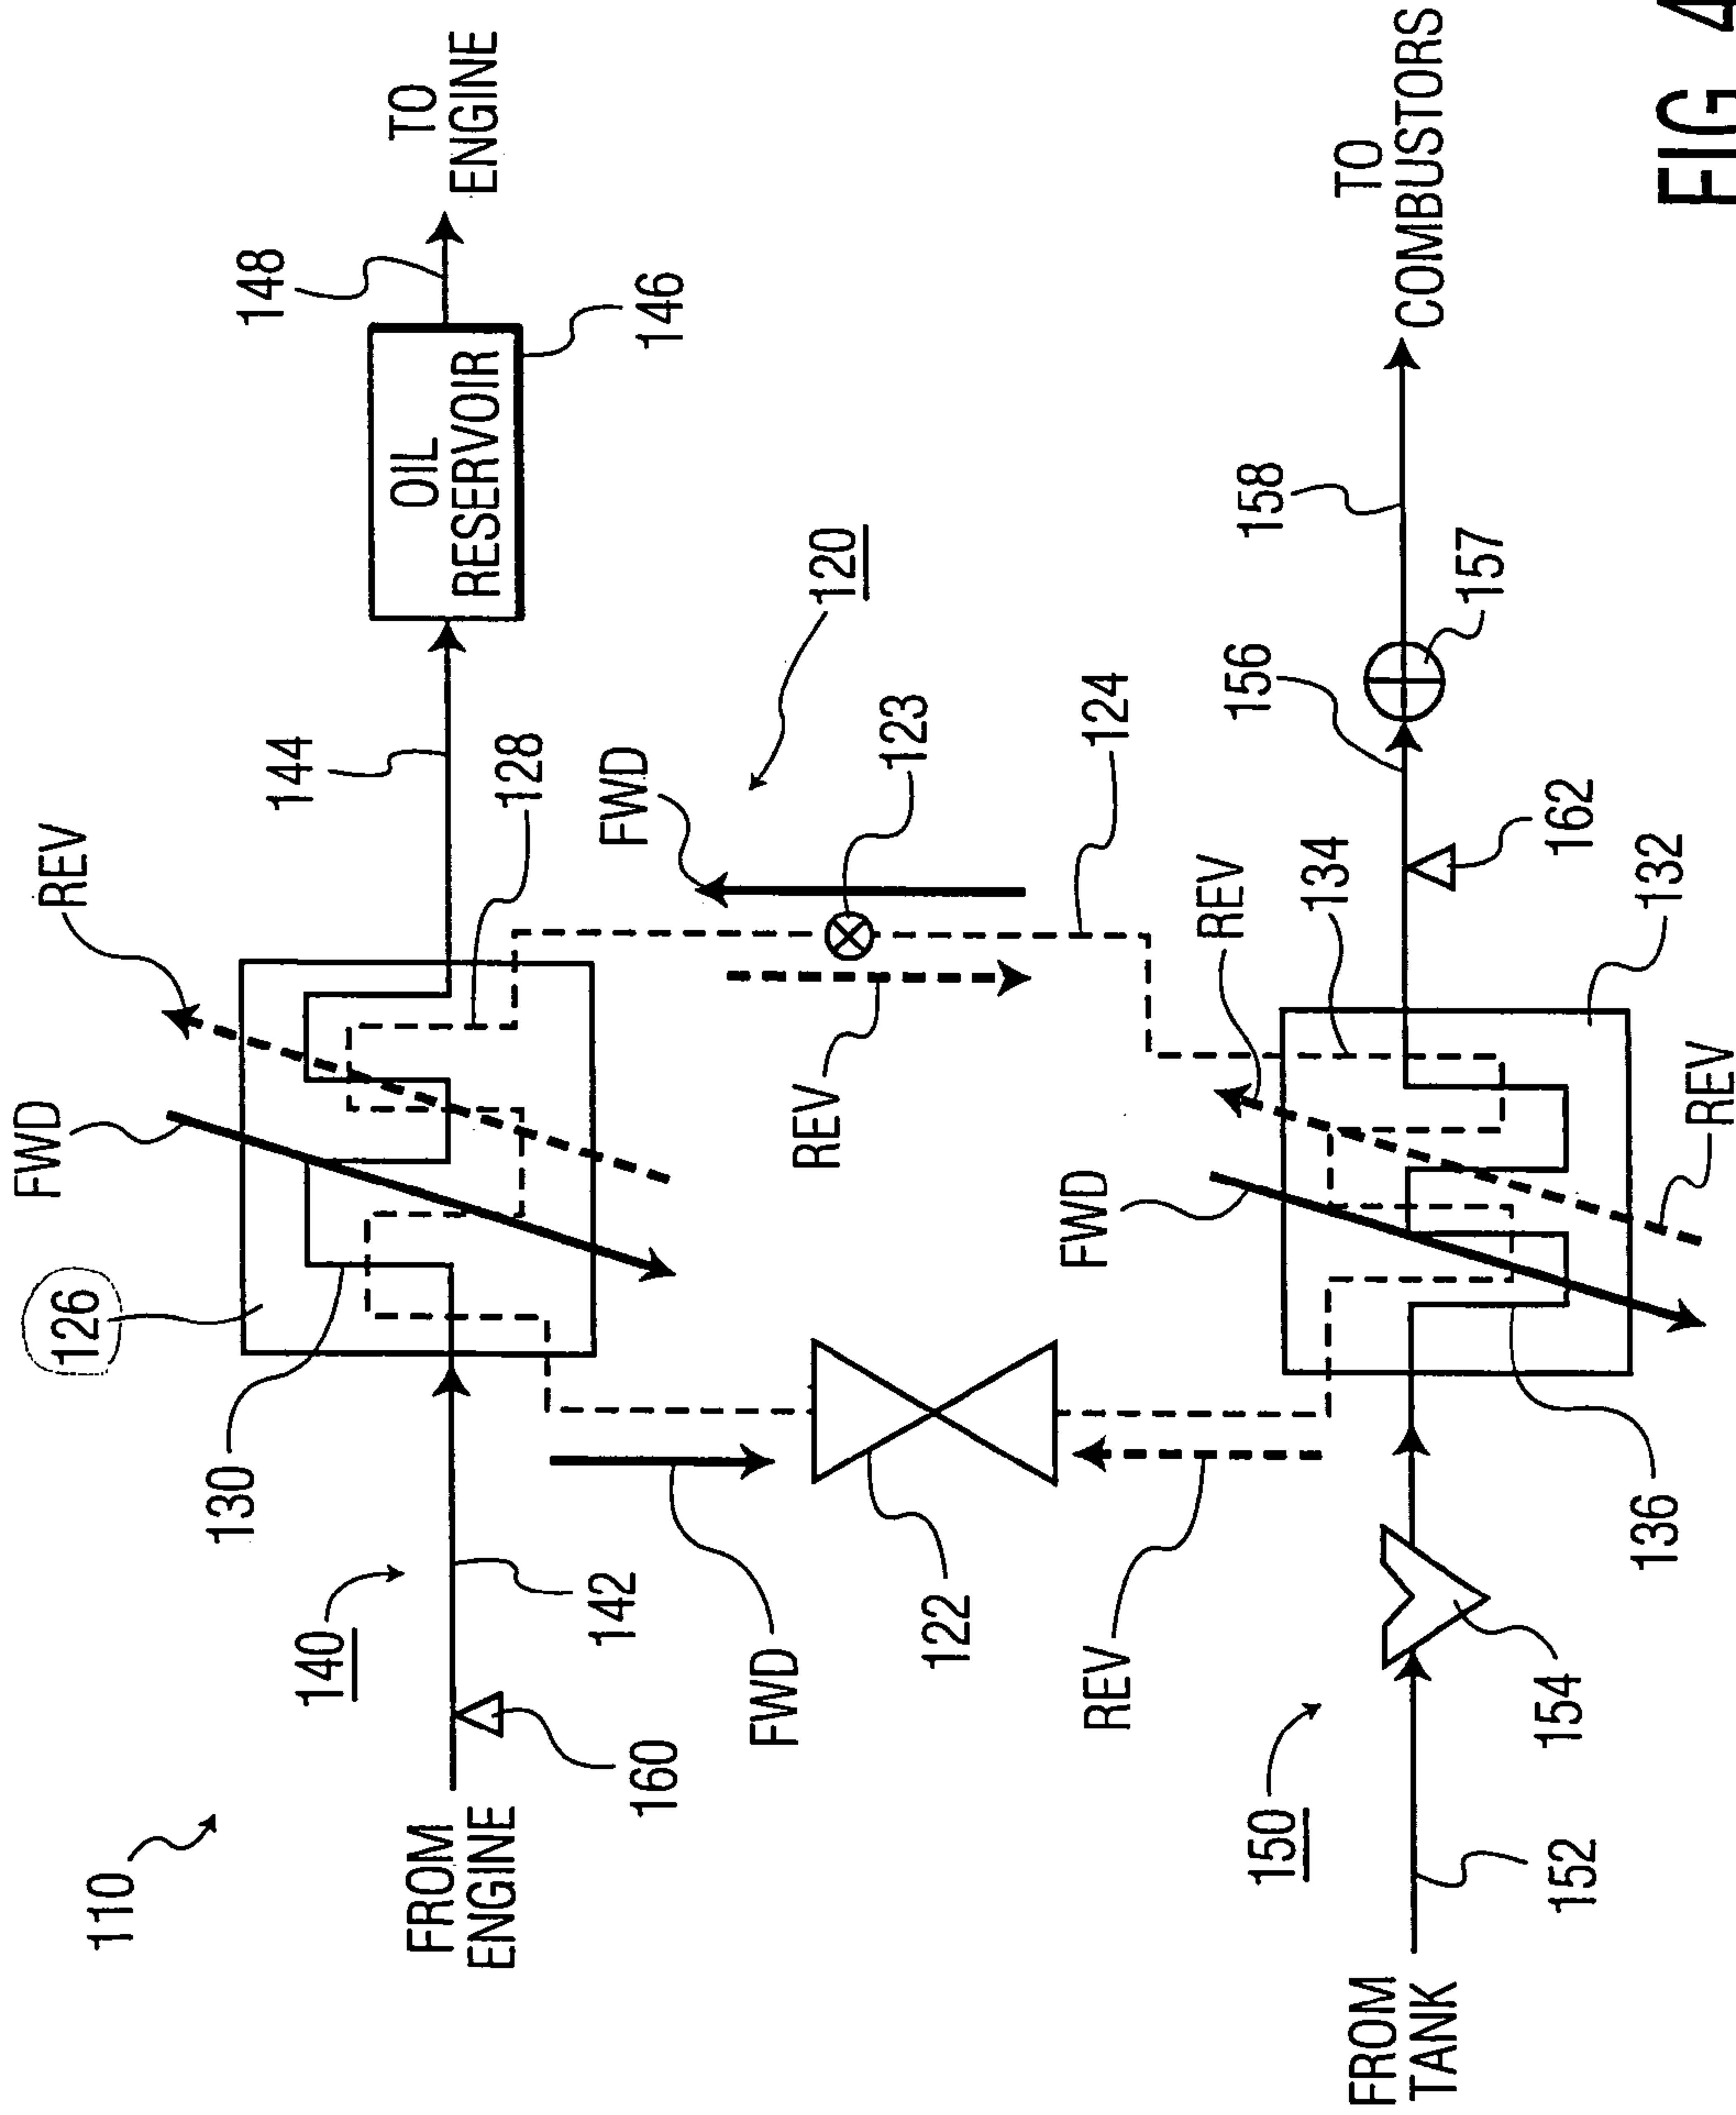 110
FROM
ENGINE
160
140
142
130
126
FWD
REV
144
128
OIL
RESERVOIR
148
146
TO
ENGINE
FWD
122
REV
REV
FWD
123
120
124
150
FROM
TANK
152
154
136
FWD
REV
REV
134
132
162
156
157
158
TO
COMBUSTORS
FIG 4